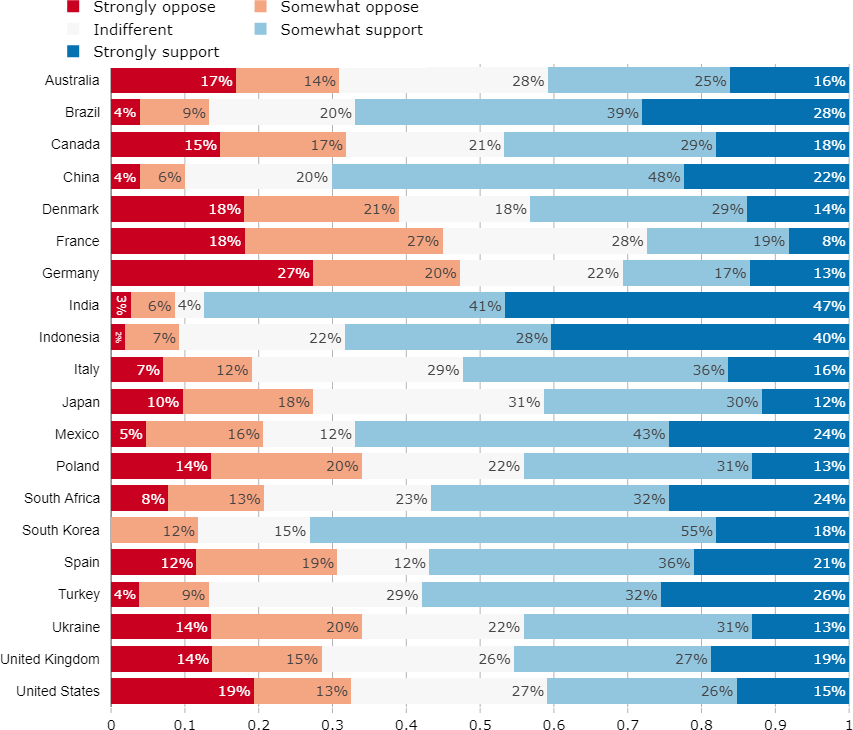 Strongly oppose Somewhat oppose
Indifferent Somewhat support
Strongly support
Australia 17% 14% 28% 25% 16%
Brazil 4% 9% 20% 39% 28%
Canada 15% 17% 21% 29% 18%
China 4% 6% 20% 48% 22%
Denmark 18% 21% 18% 29% 14%
France 18% 27% 28% 19% 8%
Germany 27% 20% 22% 17% 13%
India 3% 6% 4% 41% 47%
Indonesia 2% 7% 22% 28% 40%
Italy 7% 12% 29% 36% 16%
Japan 10% 18% 31% 30% 12%
Mexico 5% 16% 12% 43% 24%
Poland 14% 20% 22% 31% 13%
South Africa 8% 13% 23% 32% 24%
South Korea 12% 15% 55% 18%
Spain 12% 19% 12% 36% 21%
Turkey 4% 9% 29% 32% 26%
Ukraine 14% 20% 22% 31% 13%
United Kingdom 14% 15% 26% 27% 19%
United States 19% 13% 27% 26% 15%
0 0.1 0.2 0.3 0.4 0.5 0.6 0.7 0.8 0.9 1